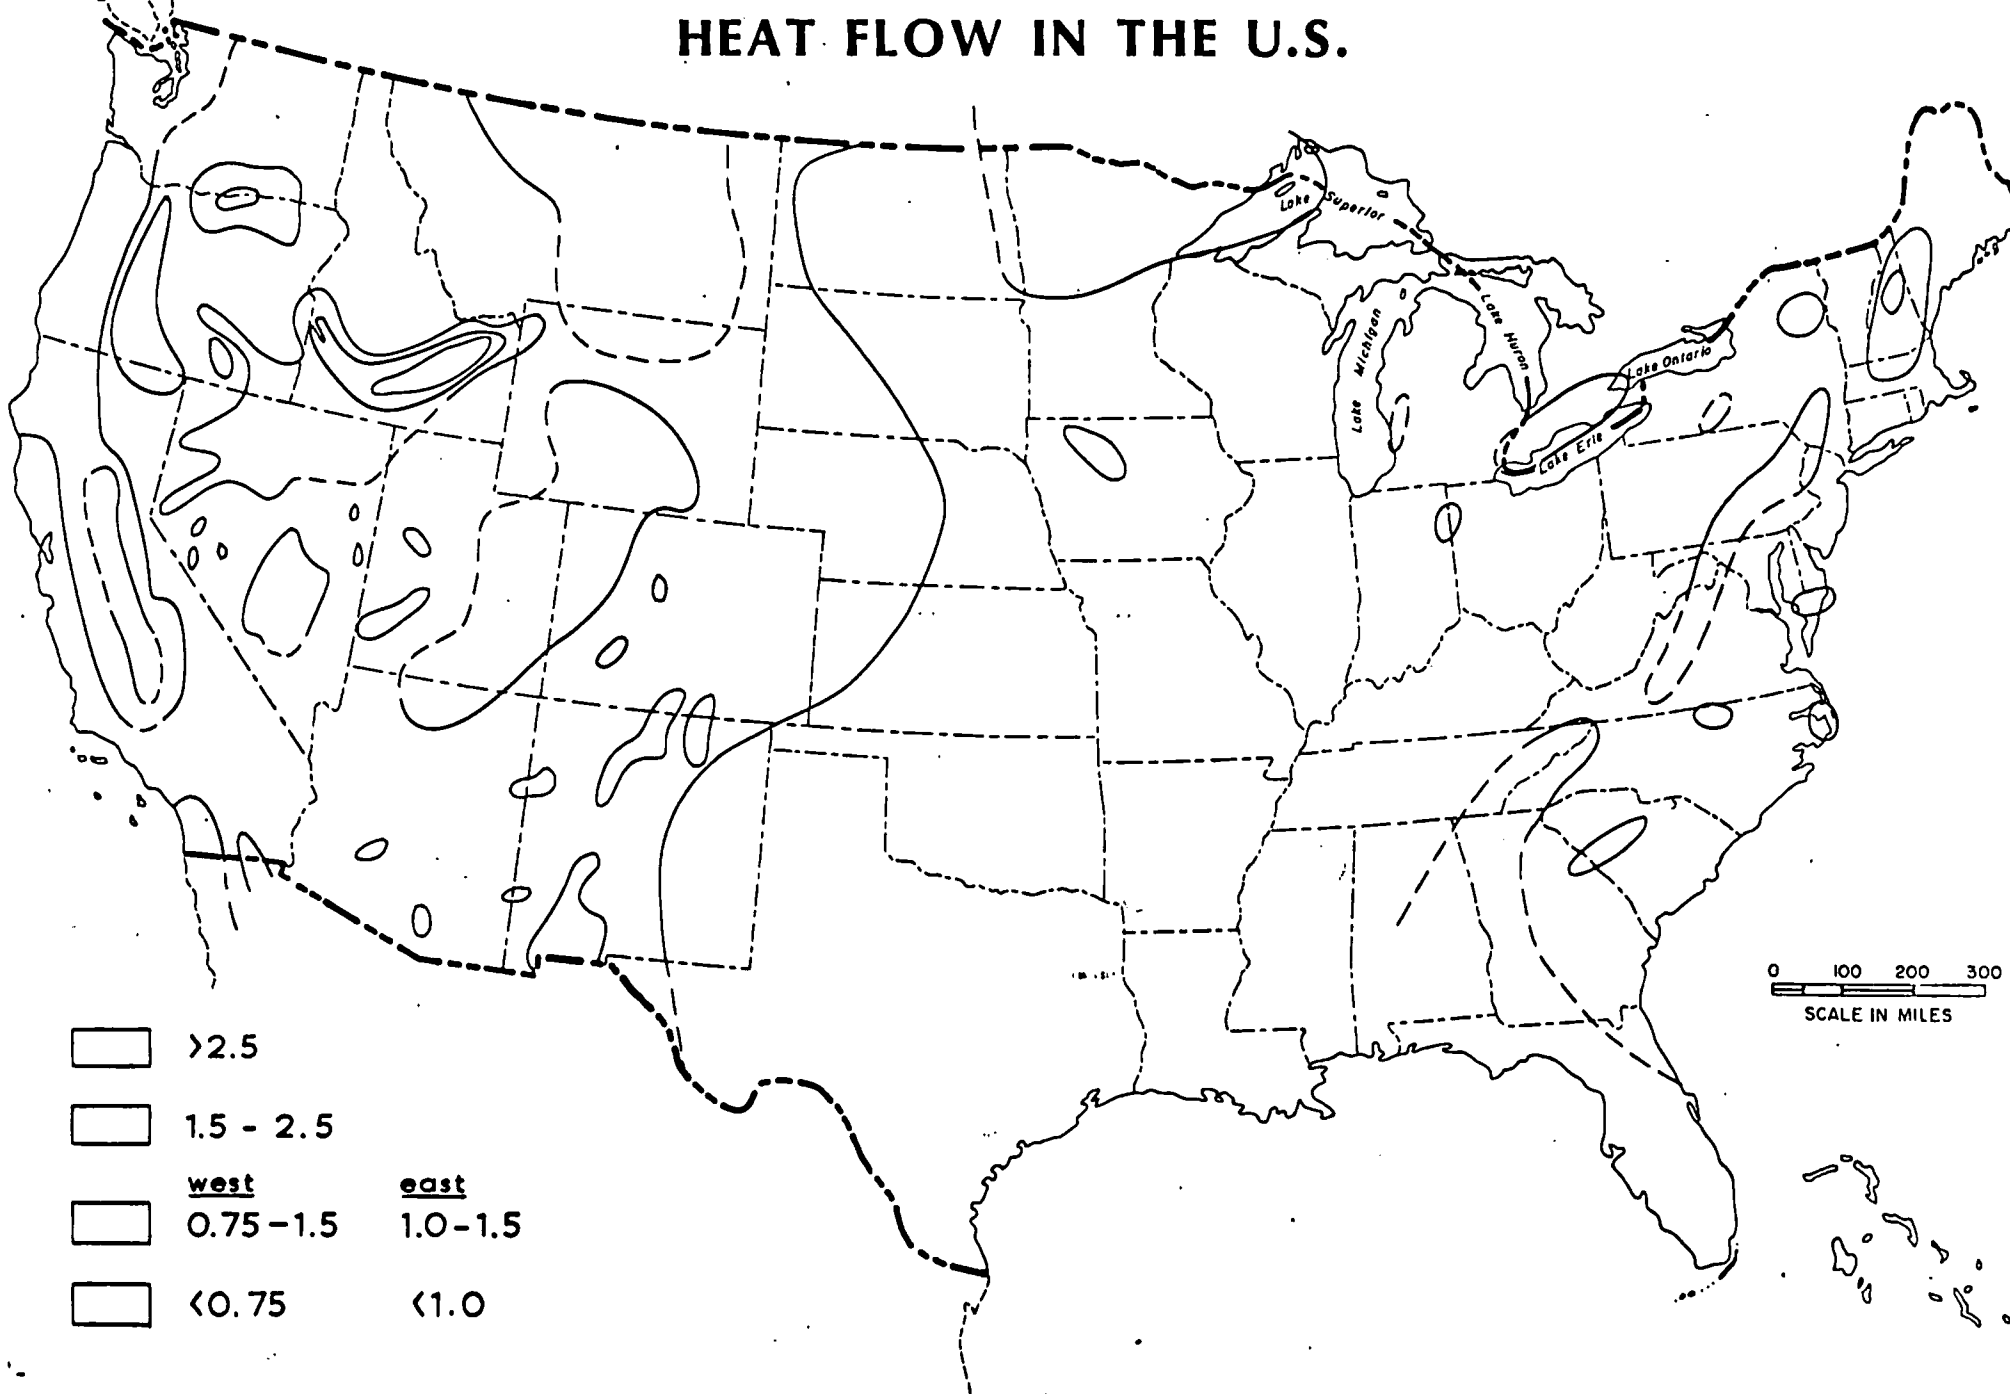 HEAT FLOW IN THE U.S.
Lake Superior
Lake Michigan
Lake Huron
Lake Ontario
Lake Erie
0 100 200 300
SCALE IN MILES
>2.5
1.5 - 2.5
west east
0.75-1.5 1.0-1.5
<0.75 <1.0